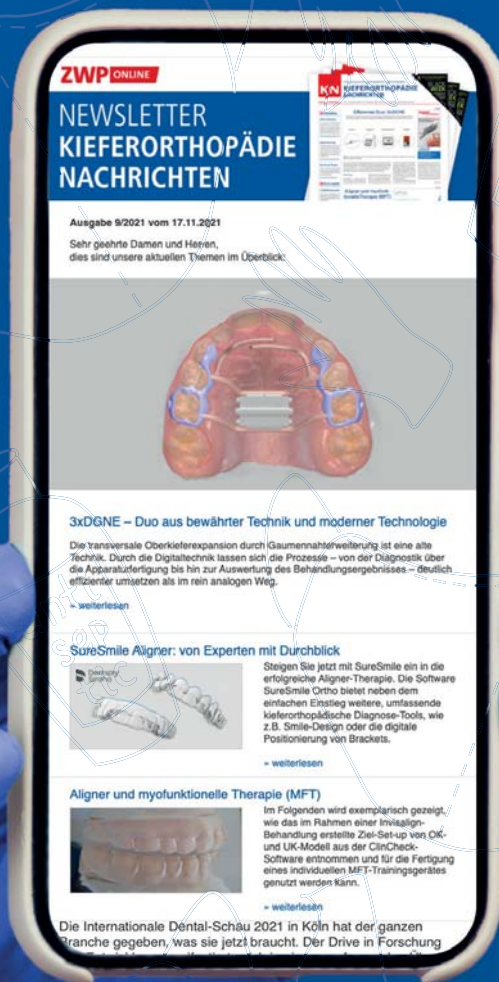 ZWP ONLINE
NEWSLETTER
KIEFERORTHOPÄDIE
NACHRICHTEN
KN KIEFERORTHOPÄDIE
NACHRICHTEN
Ausgabe 9/2021 vom 17.11.2021
Sehr geehrte Damen und Herren,
dies sind unsere aktuellen Themen im Überblick:
3xDGNE – Duo aus bewährter Technik und moderner Technologie
Die transversale Oberkieferexpansion durch Gaumennahterweiterung ist eine alte
Technik. Durch die Digitaltechnik lassen sich die Prozesse – von der Diagnostik über
die Apparaturfertigung bis hin zur Auswertung des Behandlungsergebnisses – deutlich
effizienter umsetzen als im rein analogen Weg.
» weiterlesen
SureSmile Aligner: von Experten mit Durchblick
Dentsply
Sirona
Steigen Sie jetzt mit SureSmile ein in die
erfolgreiche Aligner-Therapie. Die Software
SureSmile Ortho bietet neben dem
einfachen Einstieg weitere, umfassende
kieferorthopädische Diagnose-Tools, wie
z.B. Smile-Design oder die digitale
Positionierung von Brackets.
» weiterlesen
Aligner und myofunktionelle Therapie (MFT)
Im Folgenden wird exemplarisch gezeigt,
wie das im Rahmen einer Invisalign-
Behandlung erstellte Ziel-Set-up von OK-
und UK-Modell aus der ClinCheck-
Software entnommen und für die Fertigung
eines individuellen MFT-Trainingsgerätes
genutzt werden kann.
» weiterlesen
Die Internationale Dental-Schau 2021 in Köln hat der ganzen
Branche gegeben, was sie jetzt braucht. Der Drive in Forschung